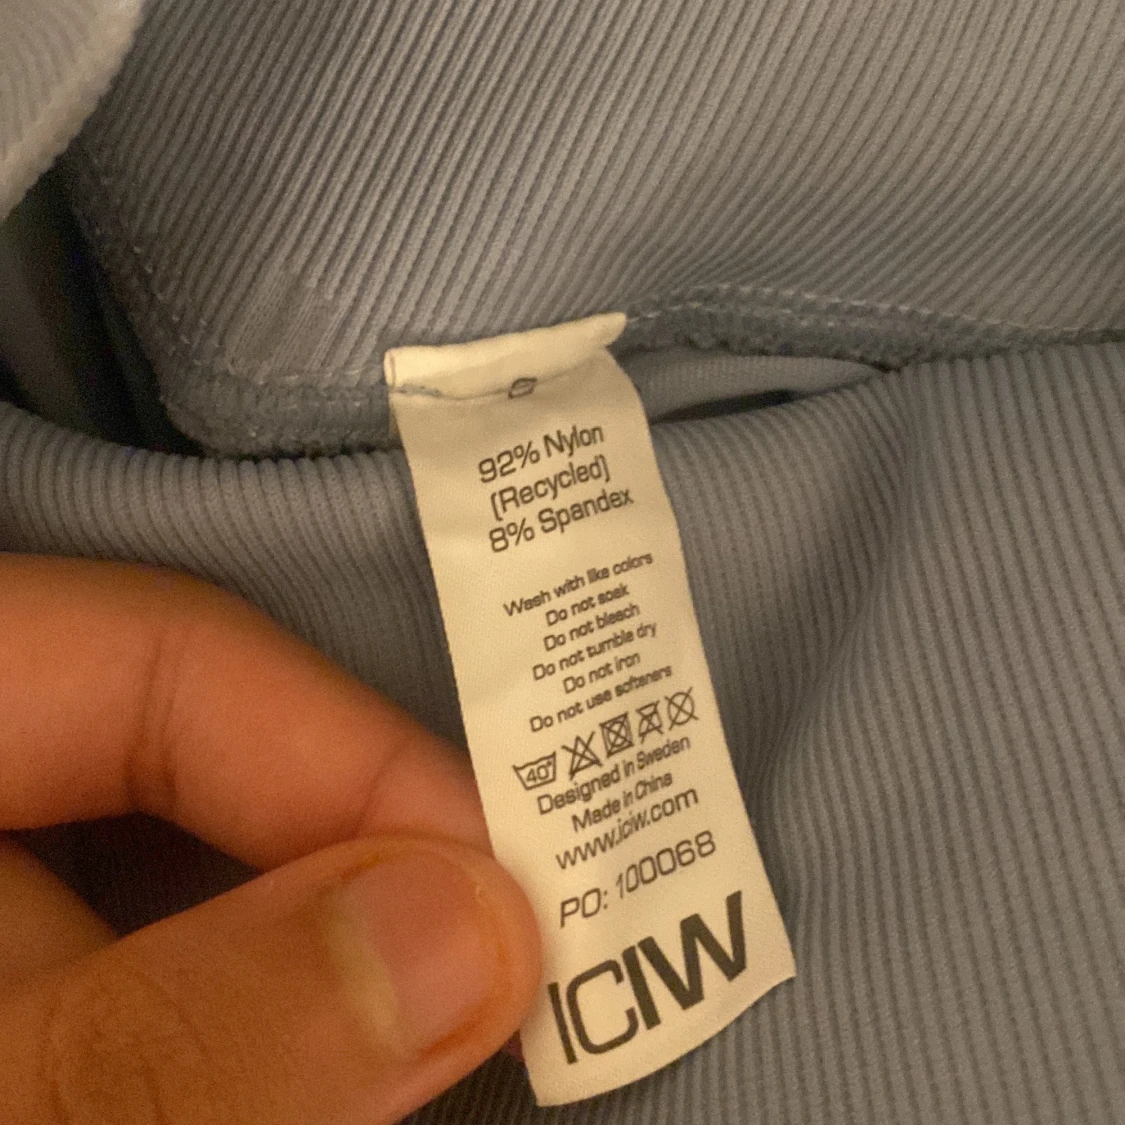 92% Nylon
(Recycled)
8% Spandex
Wash with like colors
Do not soak
Do not bleach
Do not tumble dry
Do not iron
Do not use softeners
40°
Designed in Sweden
Made in China
www.iciw.com
PO: 100068
ICIW